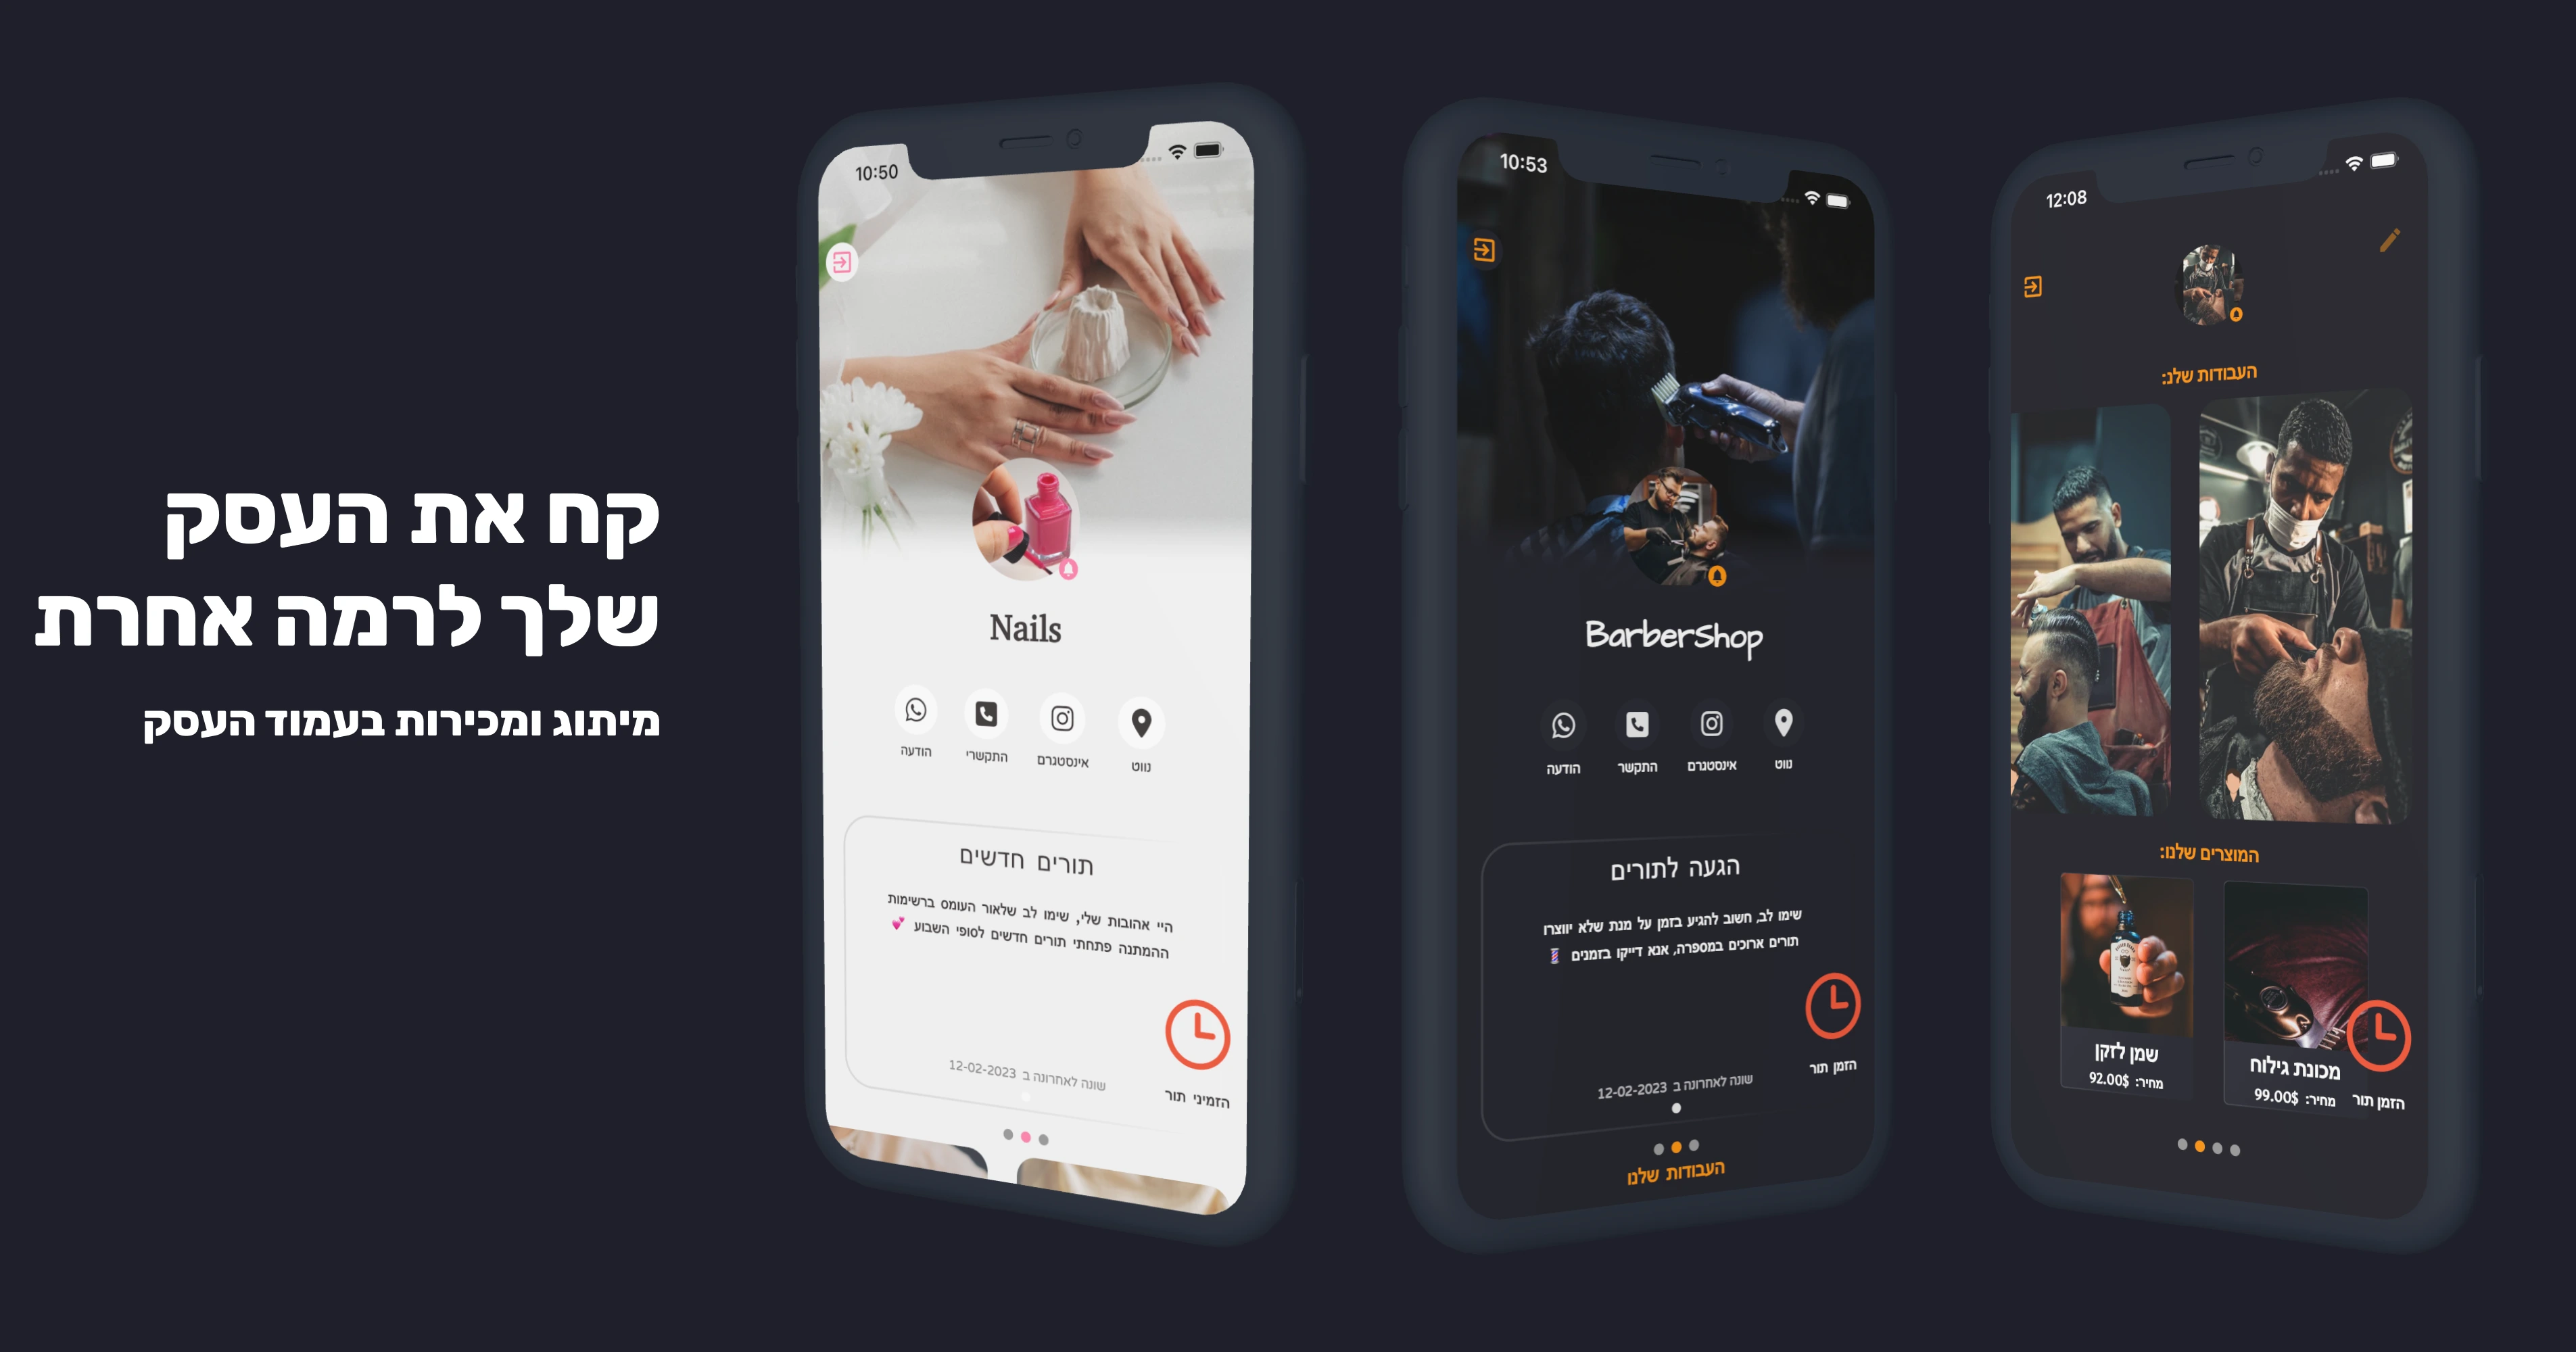 קח את העסק
שלך לרמה אחרת
מיתוג ומכירות בעמוד העסק
10:50
Nails
הודעה
התקשרי
אינסטגרם
נווט
תורים חדשים
היי אהובות שלי, שימו לב שלאור העומס ברשימות
ההמתנה פתחתי תורים חדשים לסופי השבוע 💕
שונה לאחרונה ב 12-02-2023
הזמיני תור
10:53
BarberShop
הודעה
התקשר
אינסטגרם
נווט
הגעה לתורים
שימו לב, חשוב להגיע בזמן על מנת שלא יווצרו
תורים ארוכים במספרה, אנא דייקו בזמנים 💈
שונה לאחרונה ב 12-02-2023
הזמן תור
העבודות שלנו
12:08
העבודות שלנו:
המוצרים שלנו:
שמן לזקן
מחיר: 92.00$
מכונת גילוח
מחיר: 99.00$
הזמן תור